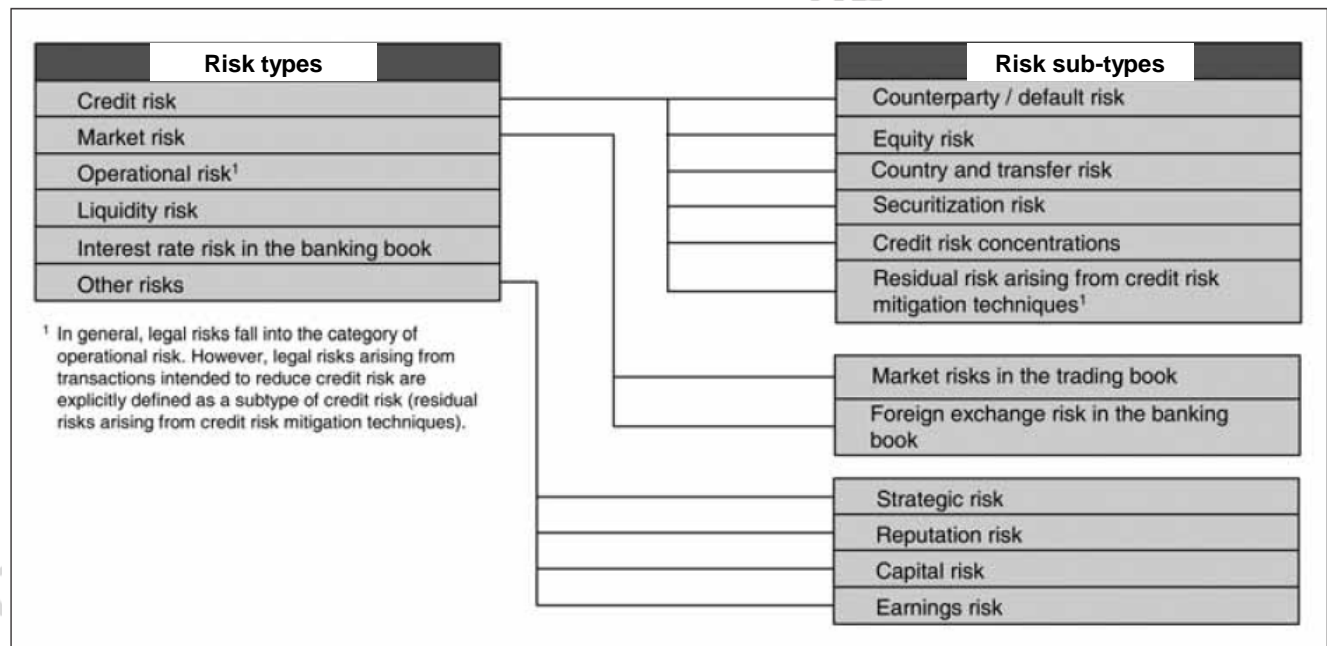 Risk types
Credit risk
Market risk
Operational risk¹
Liquidity risk
Interest rate risk in the banking book
Other risks
¹ In general, legal risks fall into the category of
operational risk. However, legal risks arising from
transactions intended to reduce credit risk are
explicitly defined as a subtype of credit risk (residual
risks arising from credit risk mitigation techniques).
Risk sub-types
Counterparty / default risk
Equity risk
Country and transfer risk
Securitization risk
Credit risk concentrations
Residual risk arising from credit risk
mitigation techniques¹
Market risks in the trading book
Foreign exchange risk in the banking
book
Strategic risk
Reputation risk
Capital risk
Earnings risk